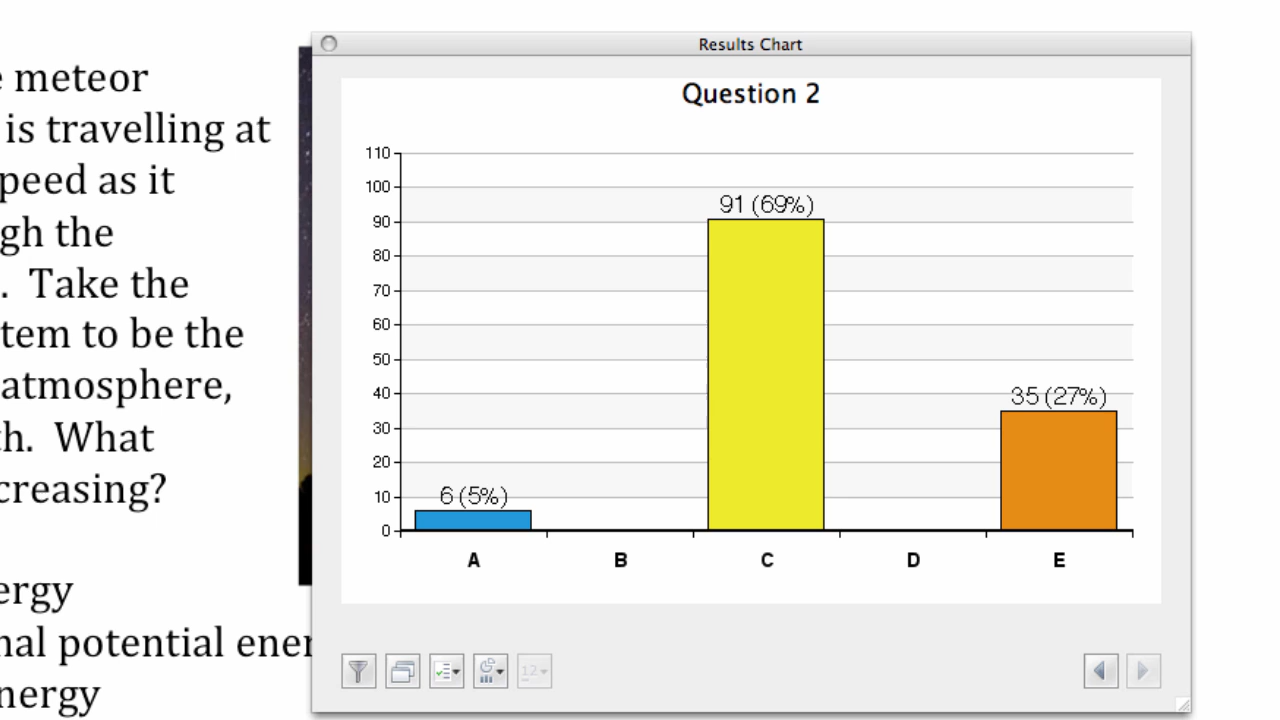 e meteor
is travelling at
peed as it
gh the
. Take the
tem to be the
atmosphere,
th. What
creasing?
ergy
nal potential ener
nergy
Results Chart
Question 2
110
100
90
80
70
60
50
40
30
20
10
0
6 (5%)
91 (69%)
35 (27%)
A B C D E
12